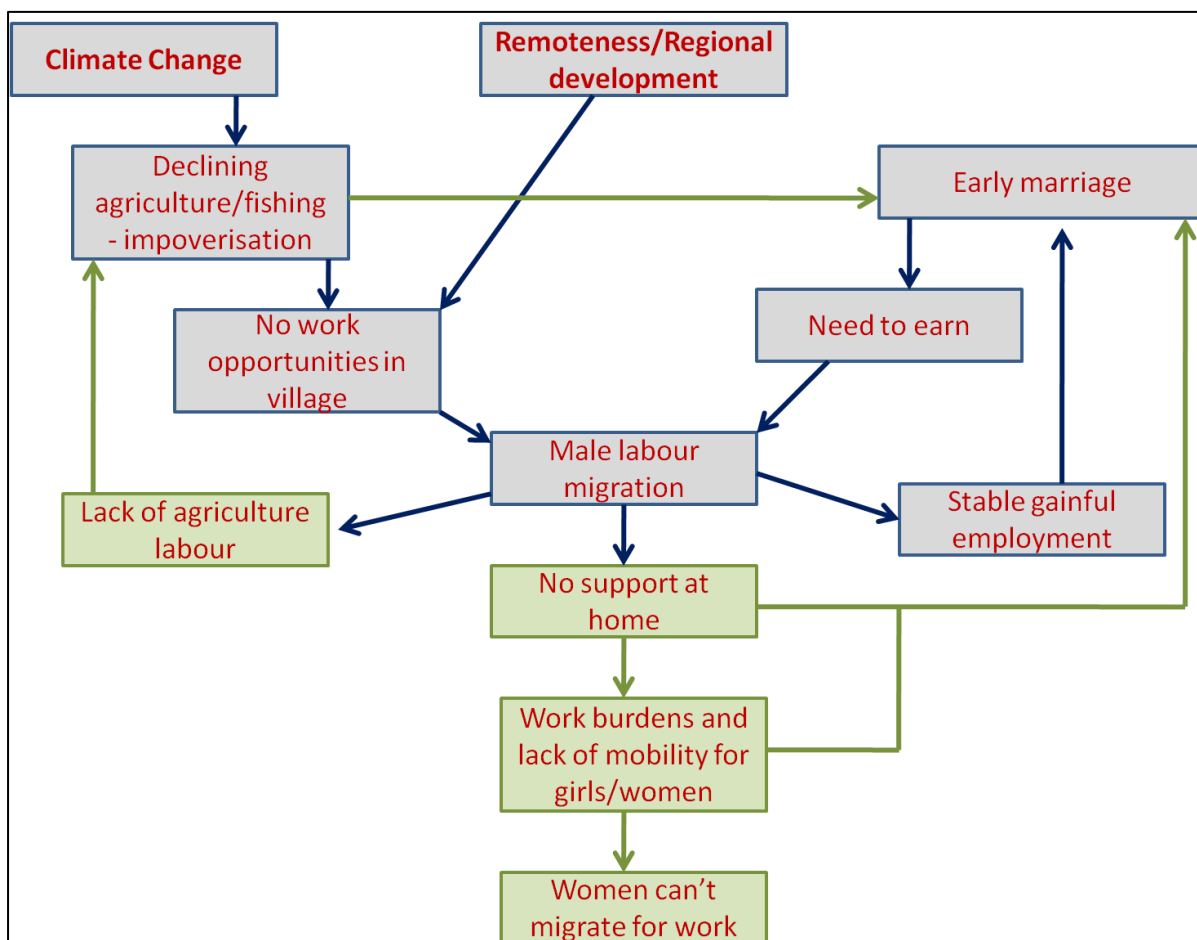 Climate Change
Remoteness/Regional
development
Declining
agriculture/fishing
- impoverisation
Early marriage
No work
opportunities in
village
Need to earn
Male labour
migration
Lack of agriculture
labour
Stable gainful
employment
No support at
home
Work burdens and
lack of mobility for
girls/women
Women can’t
migrate for work